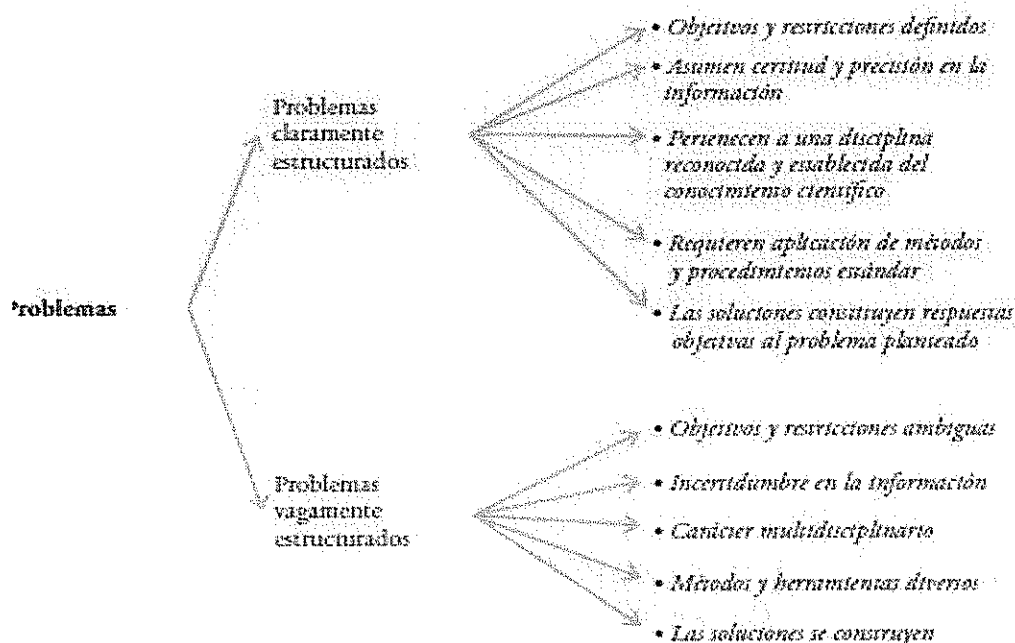 • Objetivos y restricciones definidos
• Asumen certitud y precisión en la
información
Problemas
claramente
estructurados
• Pertenecen a una disciplina
reconocida y establecida del
conocimiento científico
• Requieren aplicación de métodos
y procedimientos estándar
Problemas
• Las soluciones constituyen respuestas
objetivas al problema planteado
• Objetivos y restricciones ambiguas
Problemas
vagamente
estructurados
• Incertidumbre en la información
• Carácter multidisciplinario
• Métodos y herramientas diversos
• Las soluciones se construyen